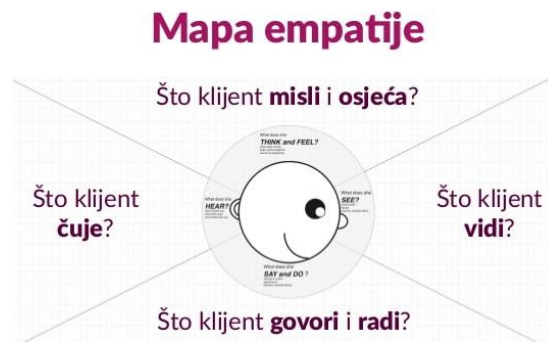 Mapa empatije
Što klijent misli i osjeća?
What does she
THINK and FEEL?
Što klijent
čuje?
What does she
HEAR?
What does she
SEE?
Što klijent
vidi?
What does she
SAY and DO ?
Što klijent govori i radi?